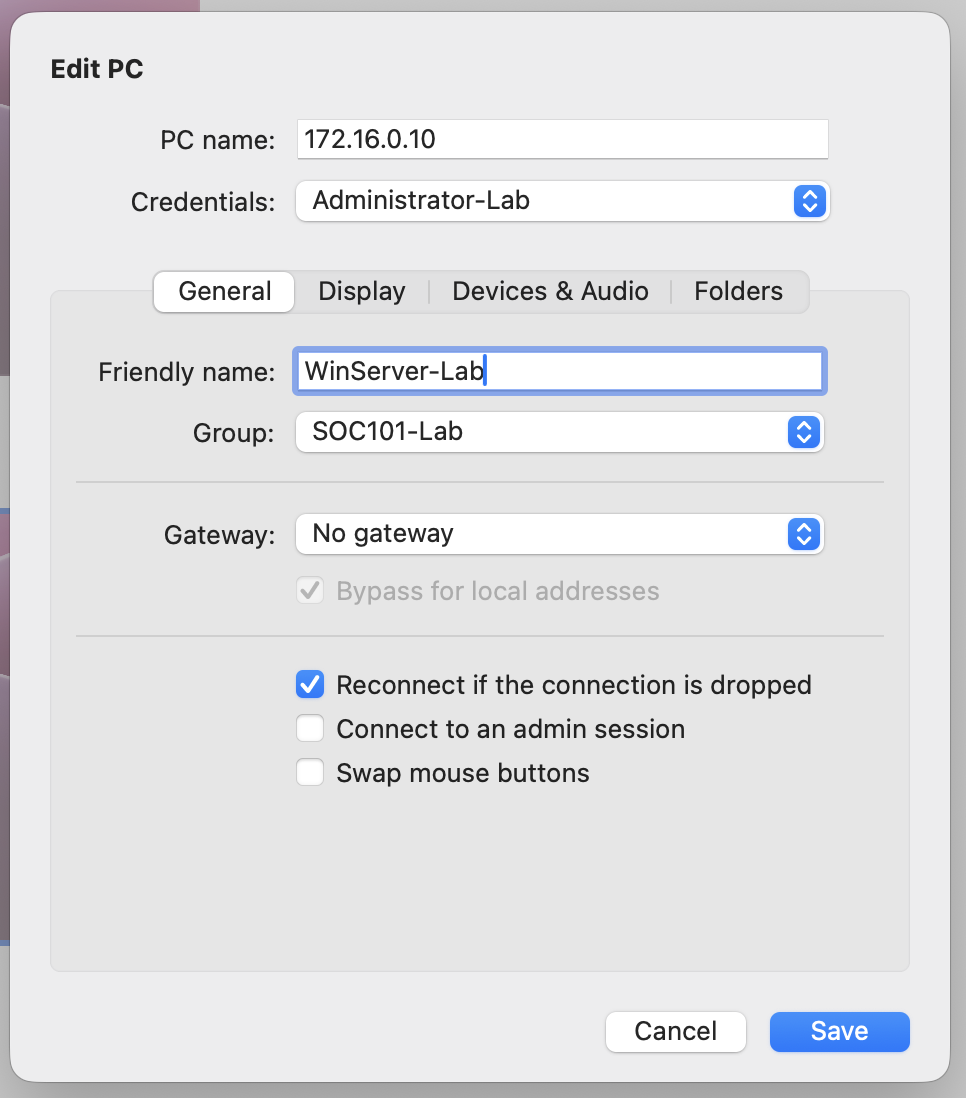 Edit PC
PC name: 172.16.0.10
Credentials: Administrator-Lab
General Display Devices & Audio Folders
Friendly name: WinServer-Lab
Group: SOC101-Lab
Gateway: No gateway
Bypass for local addresses
Reconnect if the connection is dropped
Connect to an admin session
Swap mouse buttons
Cancel Save